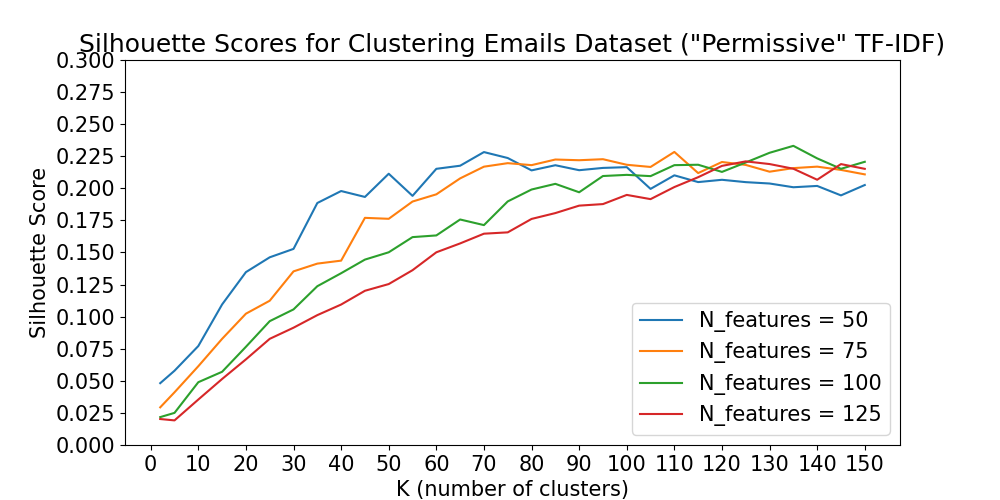 Silhouette Scores for Clustering Emails Dataset ("Permissive" TF-IDF)
Silhouette Score
0.300
0.275
0.250
0.225
0.200
0.175
0.150
0.125
0.100
0.075
0.050
0.025
0.000
N_features = 50
N_features = 75
N_features = 100
N_features = 125
0 10 20 30 40 50 60 70 80 90 100 110 120 130 140 150
K (number of clusters)